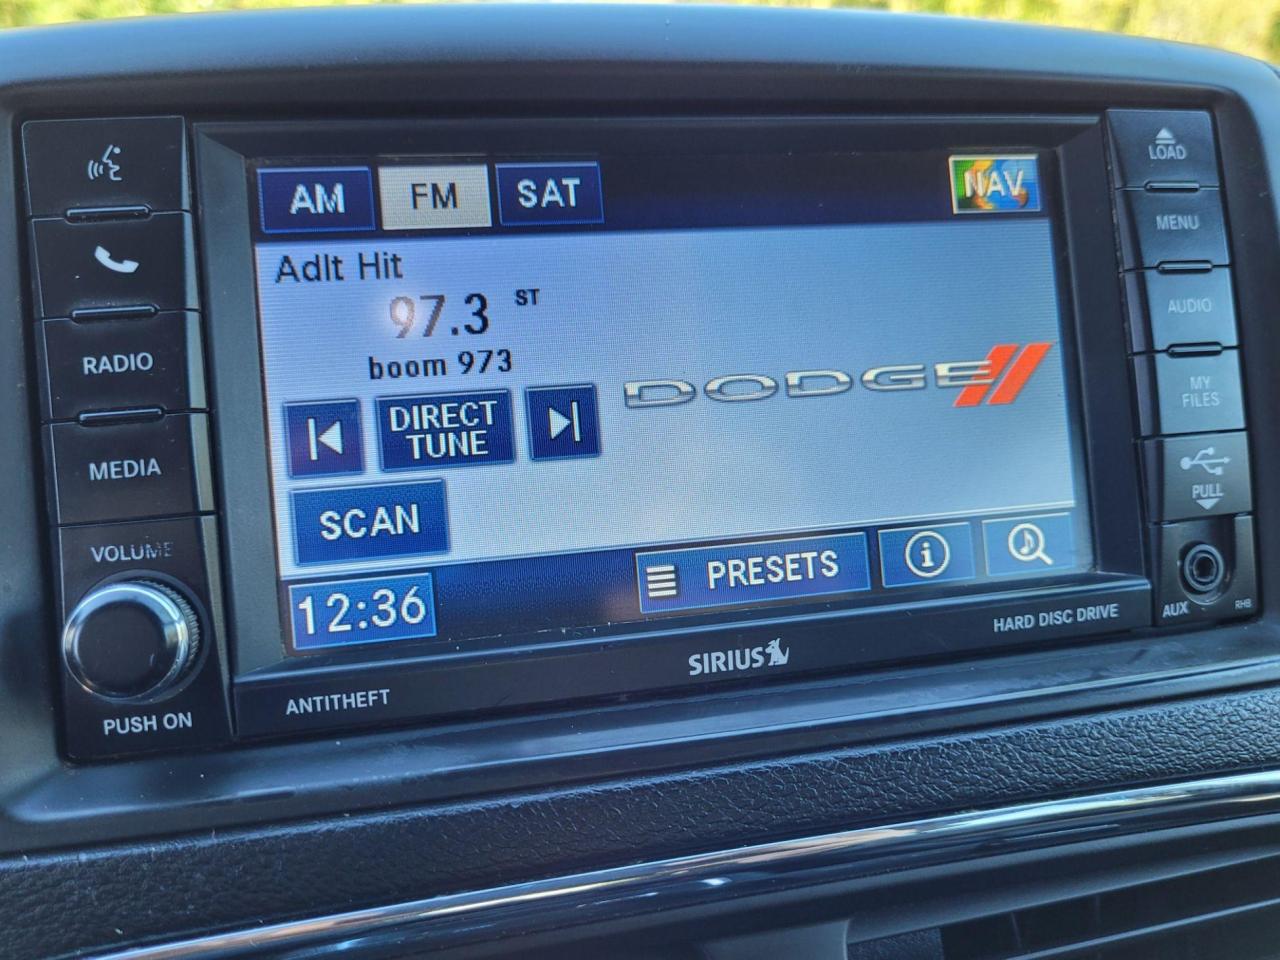 AM FM SAT
NAV
Adlt Hit
97.3 ST
boom 973
DODGE
DIRECT
TUNE
SCAN
PRESETS
12:36
RADIO
MEDIA
VOLUME
PUSH ON
LOAD
MENU
AUDIO
MY
FILES
PULL
AUX
RHB
ANTITHEFT
SIRIUS
HARD DISC DRIVE